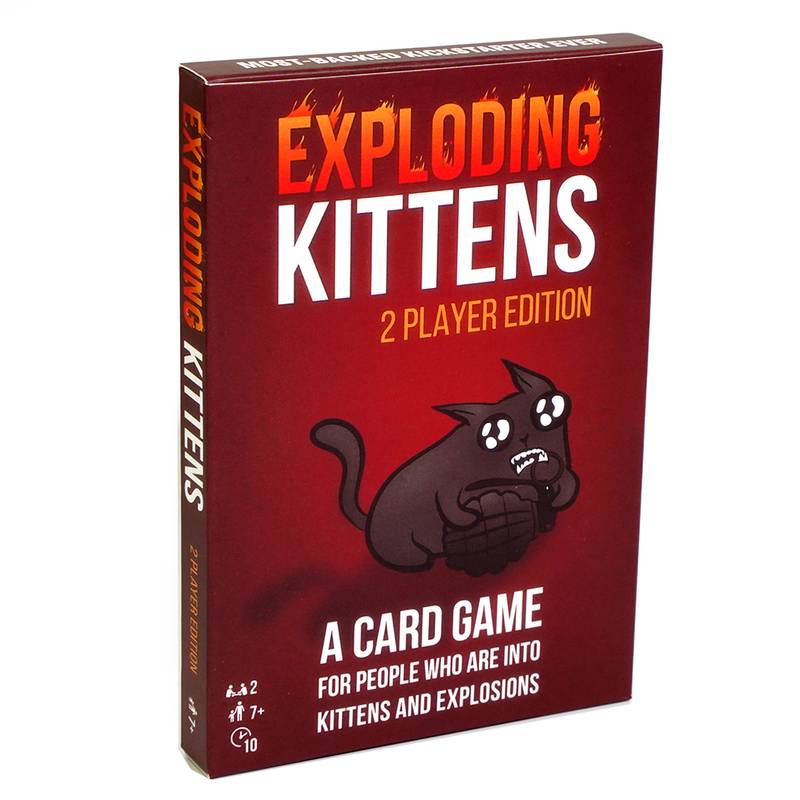 MOST-BACKED KICKSTARTER EVER
EXPLODING
KITTENS
2 PLAYER EDITION
A CARD GAME
FOR PEOPLE WHO ARE INTO
KITTENS AND EXPLOSIONS
2
7+
10
EXPLODING KITTENS
2 PLAYER EDITION
7+